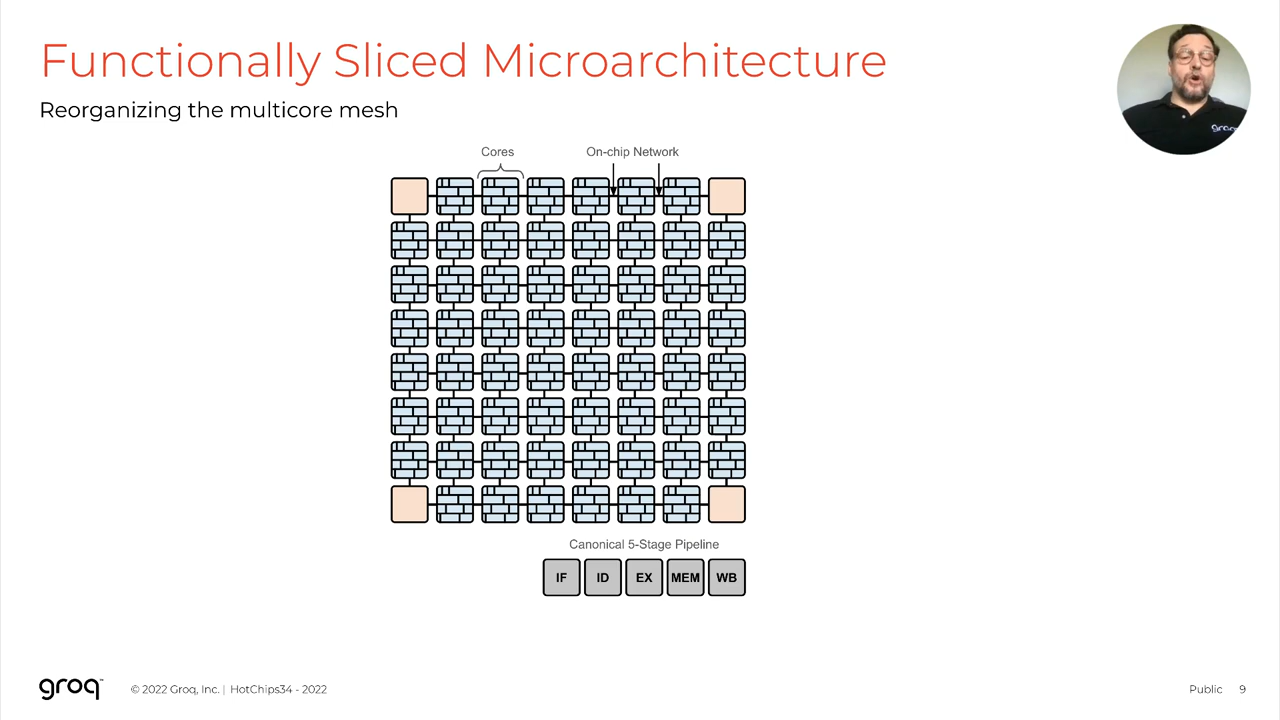 Functionally Sliced Microarchitecture
Reorganizing the multicore mesh
groq
Cores
On-chip Network
Canonical 5-Stage Pipeline
IF ID EX MEM WB
groq™
© 2022 Groq, Inc. | HotChips34 - 2022
Public 9